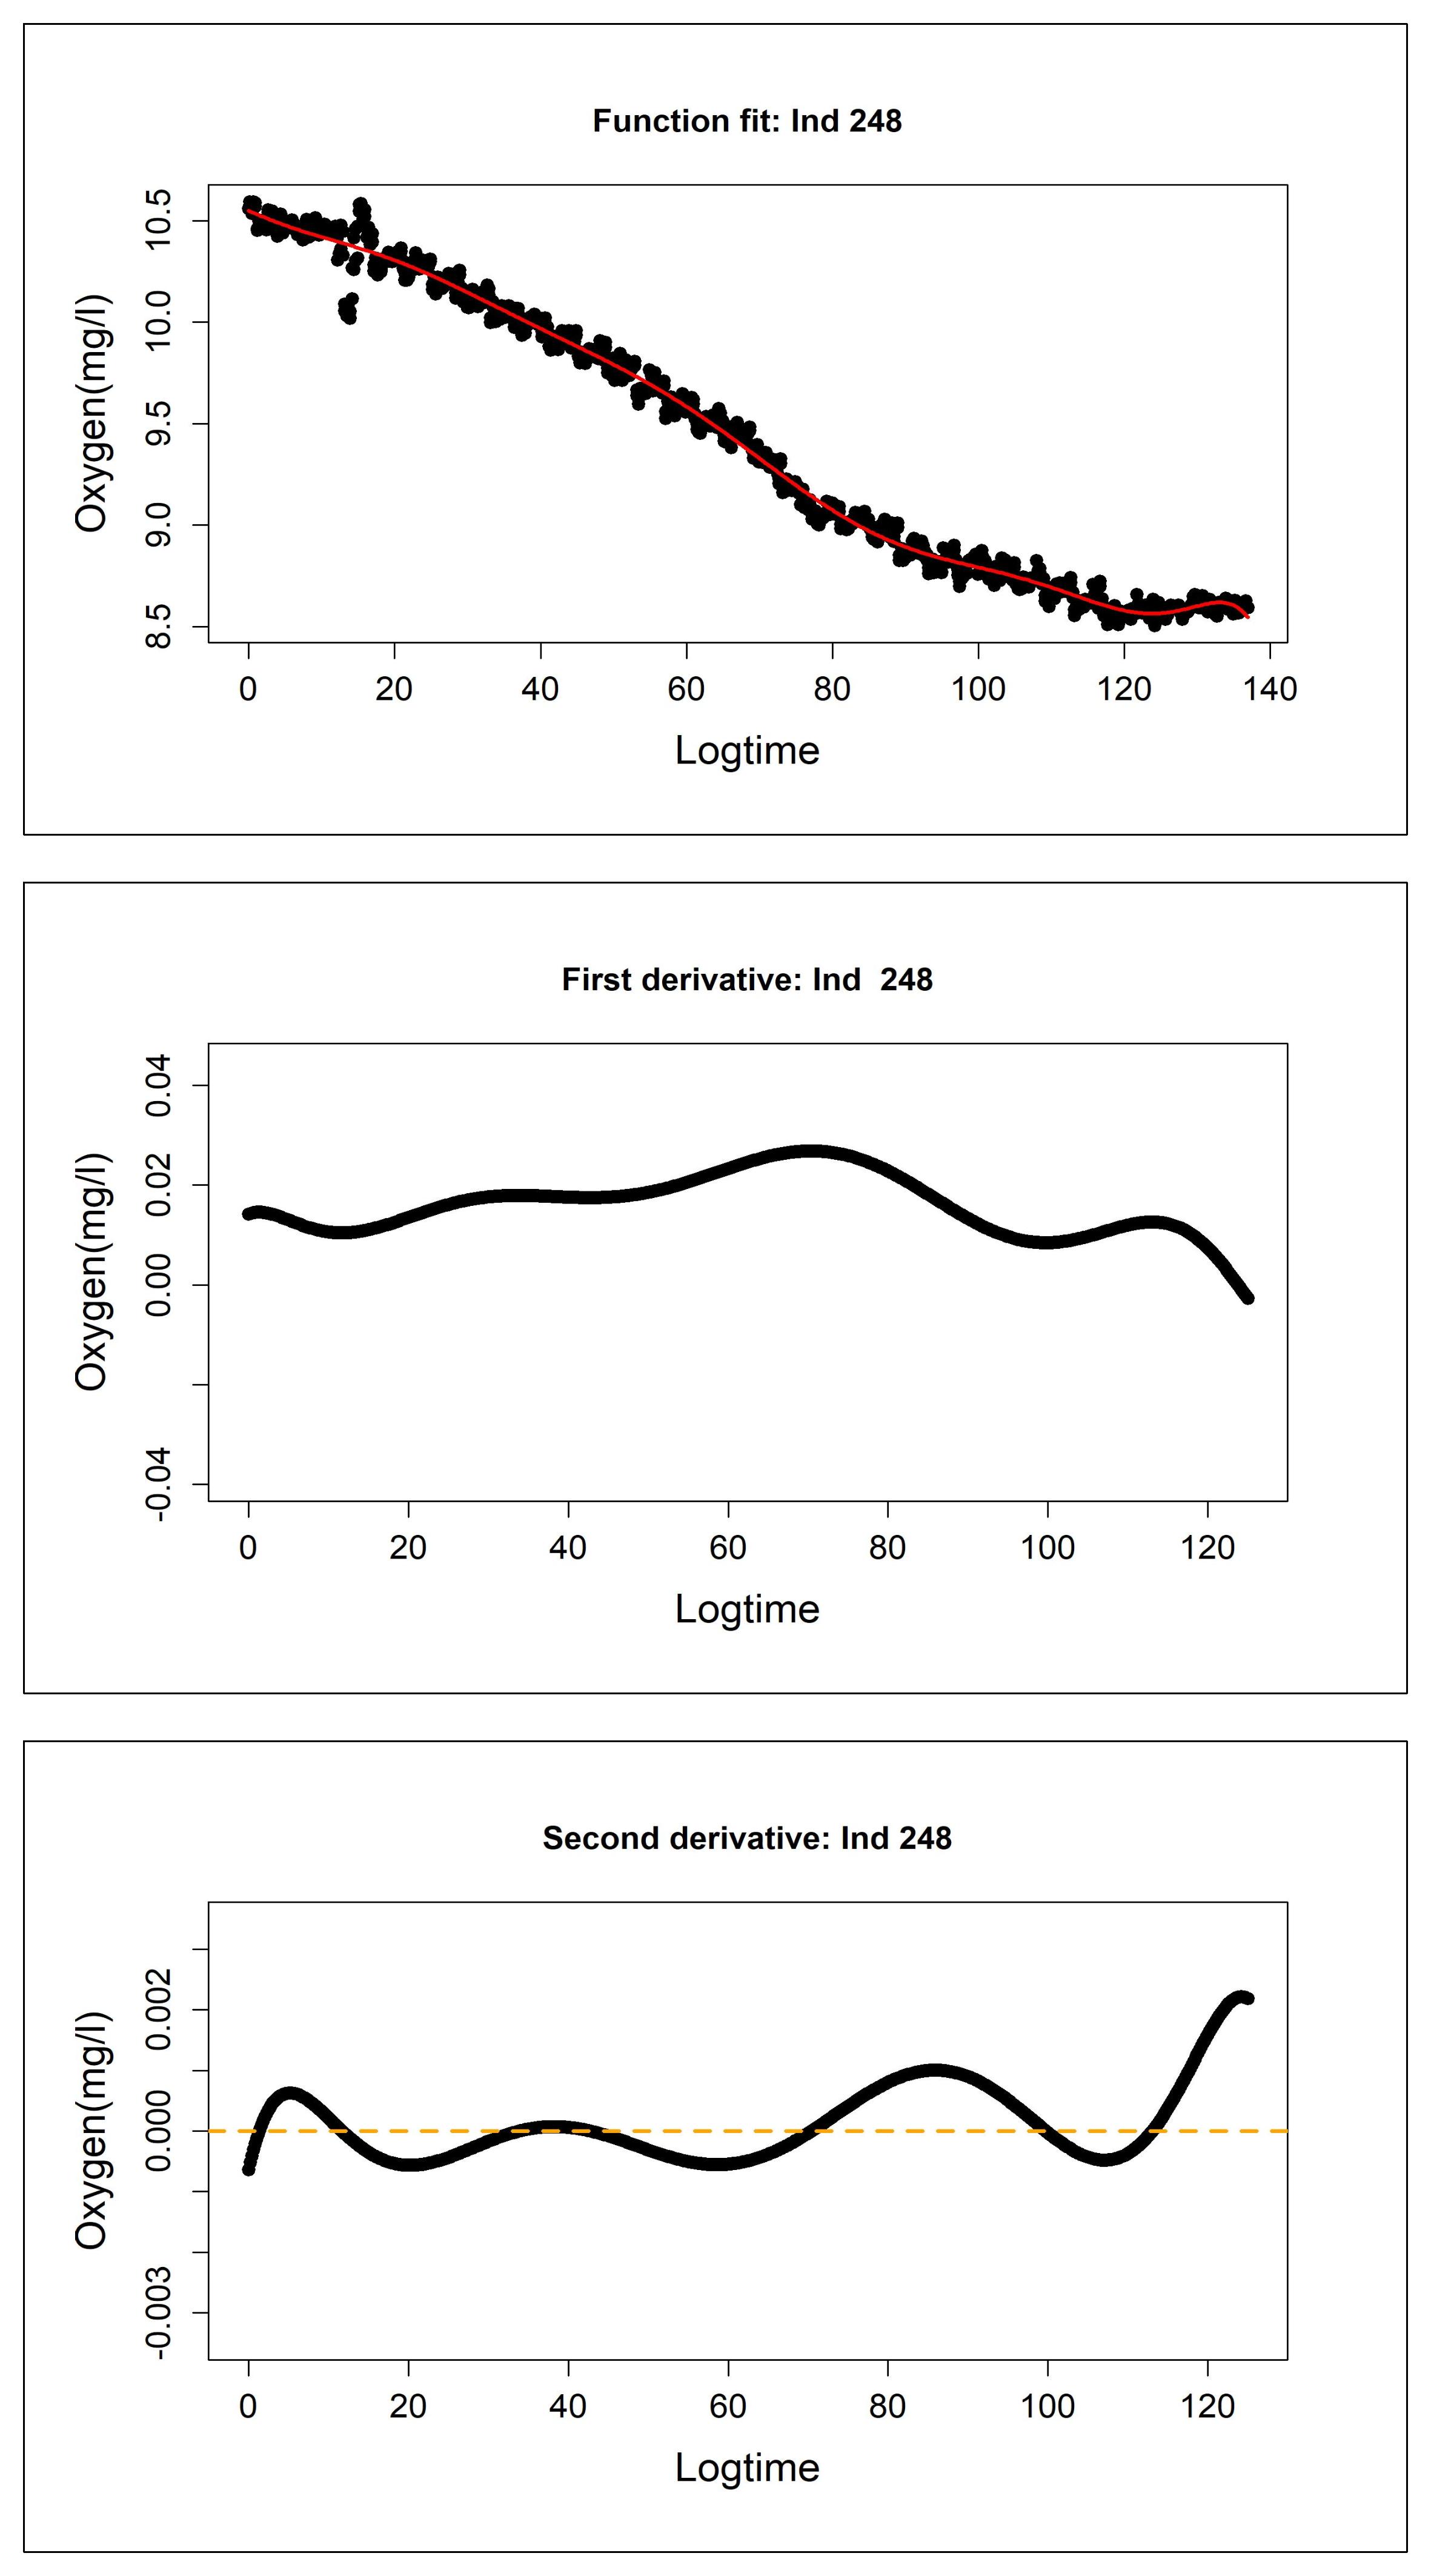 Function fit: Ind 248
Oxygen(mg/l)
10.5
10.0
9.5
9.0
8.5
0 20 40 60 80 100 120 140
Logtime
First derivative: Ind  248
Oxygen(mg/l)
0.04
0.02
0.00
-0.04
0 20 40 60 80 100 120
Logtime
Second derivative: Ind 248
Oxygen(mg/l)
0.002
0.000
-0.003
0 20 40 60 80 100 120
Logtime